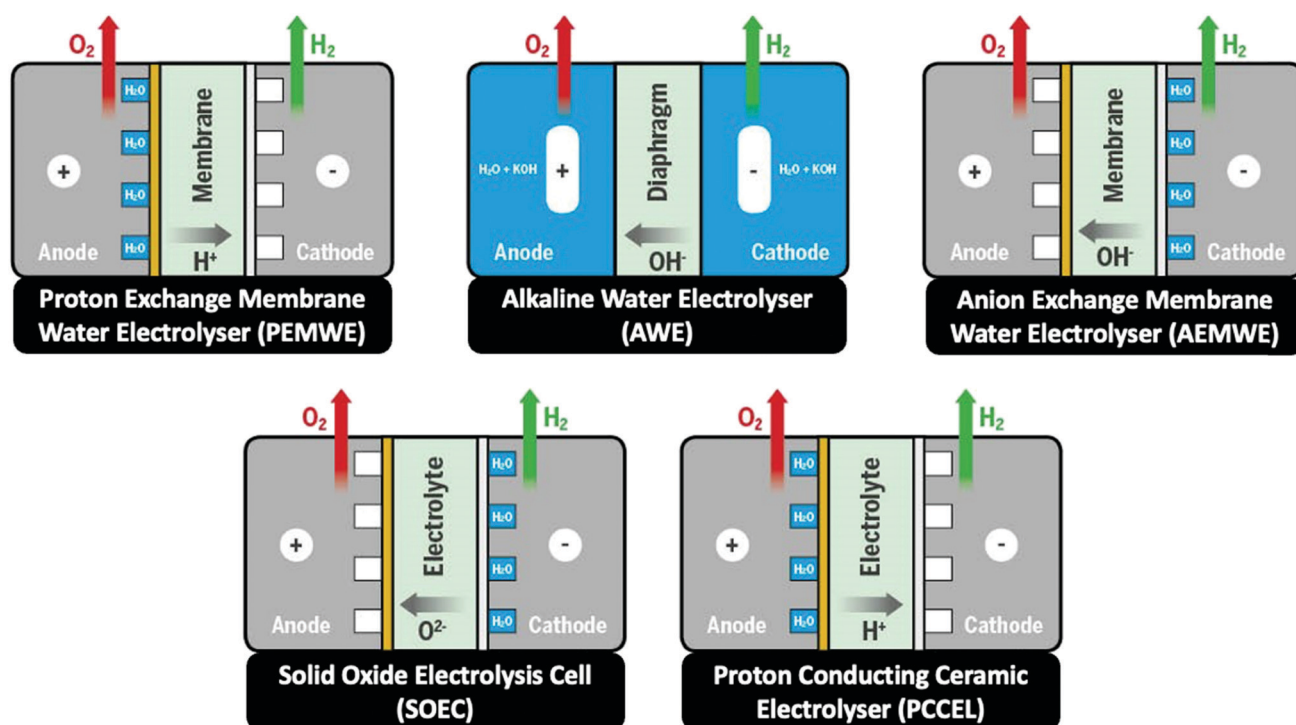 O₂
H₂
H₂O
H₂O
H₂O
H₂O
Membrane
+
-
Anode
Cathode
H⁺
Proton Exchange Membrane
Water Electrolyser (PEMWE)
O₂
H₂
H₂O + KOH
+
Diaphragm
-
H₂O + KOH
Anode
Cathode
OH⁻
Alkaline Water Electrolyser
(AWE)
O₂
H₂
Membrane
H₂O
H₂O
H₂O
H₂O
+
-
Anode
Cathode
OH⁻
Anion Exchange Membrane
Water Electrolyser (AEMWE)
O₂
H₂
Electrolyte
H₂O
H₂O
H₂O
H₂O
+
-
Anode
Cathode
O²⁻
Solid Oxide Electrolysis Cell
(SOEC)
O₂
H₂
H₂O
H₂O
H₂O
H₂O
Electrolyte
+
-
Anode
Cathode
H⁺
Proton Conducting Ceramic
Electrolyser (PCCEL)